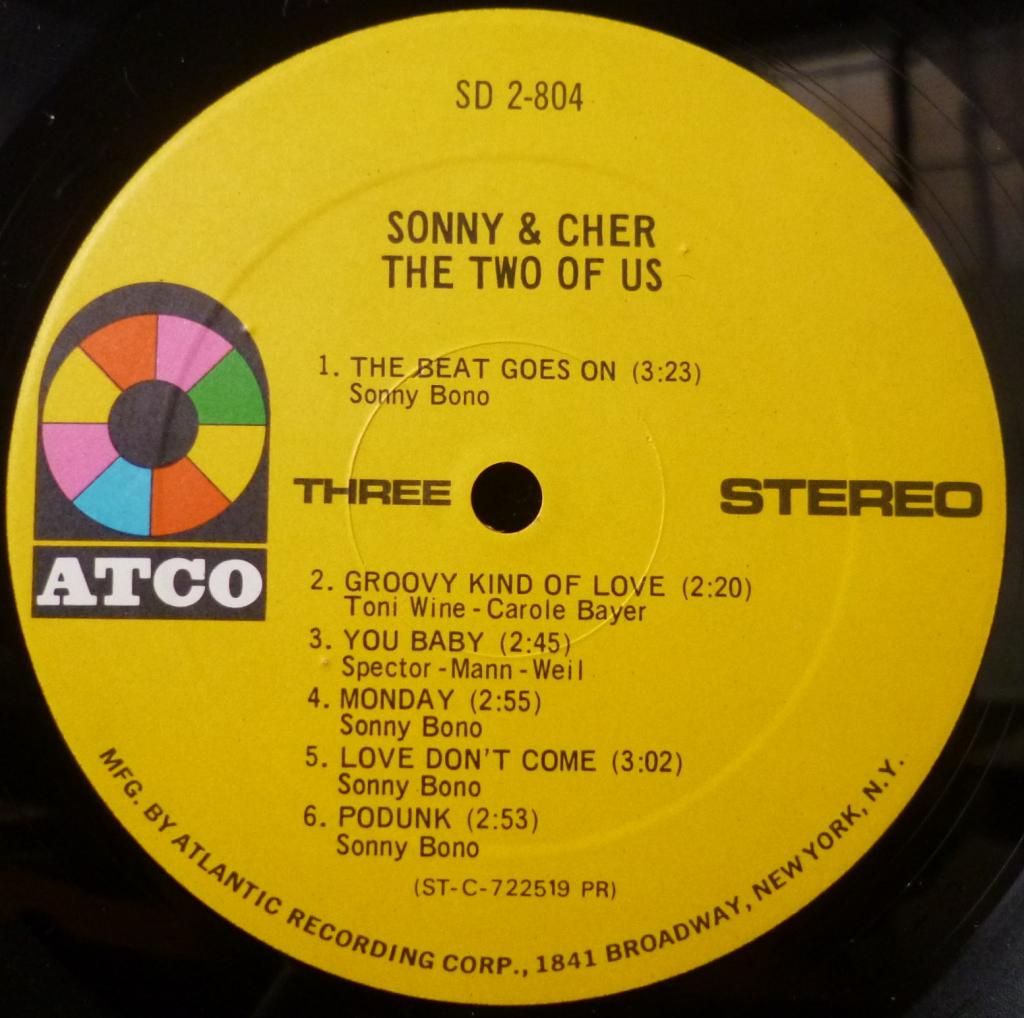 SD 2-804
SONNY & CHER
THE TWO OF US
1. THE BEAT GOES ON (3:23)
Sonny Bono
THREE
STEREO
ATCO
2. GROOVY KIND OF LOVE (2:20)
Toni Wine - Carole Bayer
3. YOU BABY (2:45)
Spector - Mann - Weil
4. MONDAY (2:55)
Sonny Bono
5. LOVE DON'T COME (3:02)
Sonny Bono
6. PODUNK (2:53)
Sonny Bono
(ST-C-722519 PR)
MFG. BY ATLANTIC RECORDING CORP., 1841 BROADWAY, NEW YORK, N.Y.